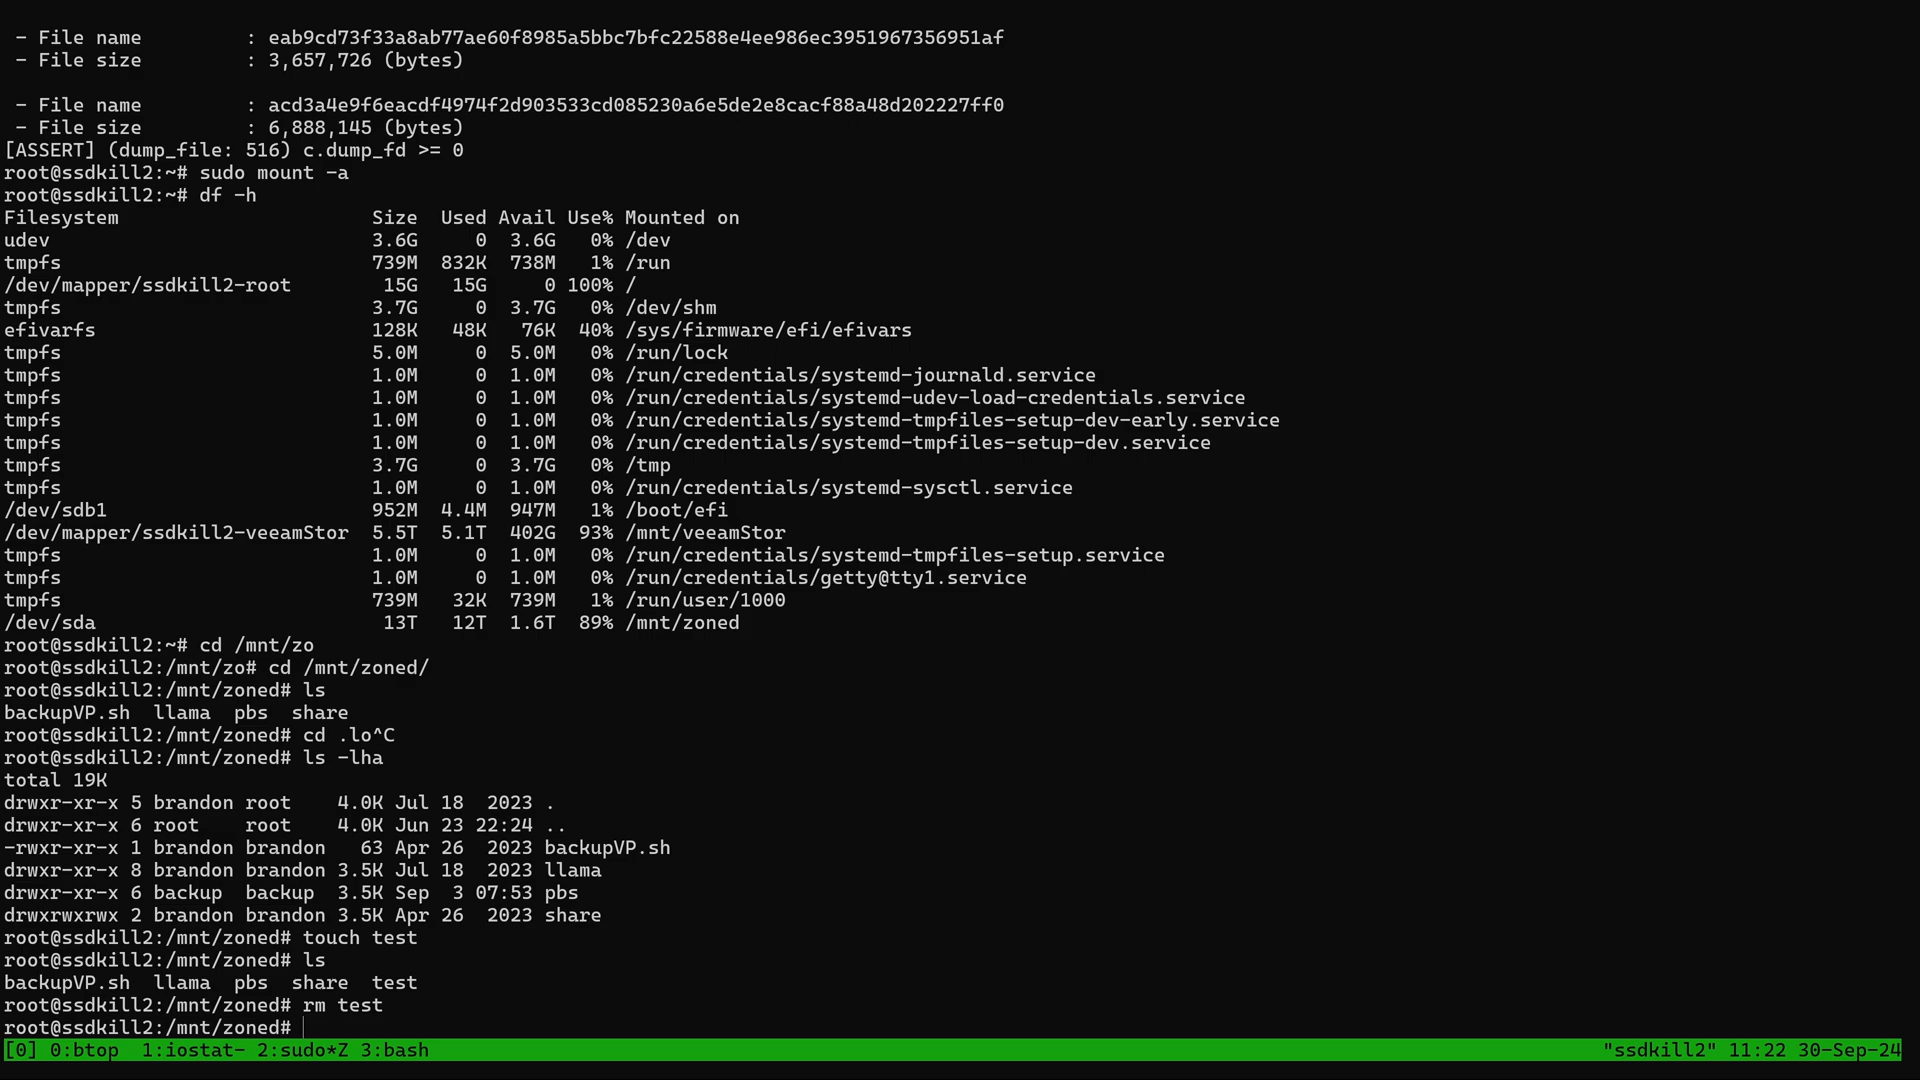 - File name         : eab9cd73f33a8ab77ae60f8985a5bbc7bfc22588e4ee986ec3951967356951af
- File size         : 3,657,726 (bytes)
- File name         : acd3a4e9f6eacdf4974f2d903533cd085230a6e5de2e8cacf88a48d202227ff0
- File size         : 6,888,145 (bytes)
[ASSERT] (dump_file: 516) c.dump_fd >= 0
root@ssdkill2:~# sudo mount -a
root@ssdkill2:~# df -h
Filesystem                      Size  Used Avail Use% Mounted on
udev                            3.6G     0  3.6G   0% /dev
tmpfs                           739M  832K  738M   1% /run
/dev/mapper/ssdkill2-root        15G   15G     0 100% /
tmpfs                           3.7G     0  3.7G   0% /dev/shm
efivarfs                        128K   48K   76K  40% /sys/firmware/efi/efivars
tmpfs                           5.0M     0  5.0M   0% /run/lock
tmpfs                           1.0M     0  1.0M   0% /run/credentials/systemd-journald.service
tmpfs                           1.0M     0  1.0M   0% /run/credentials/systemd-udev-load-credentials.service
tmpfs                           1.0M     0  1.0M   0% /run/credentials/systemd-tmpfiles-setup-dev-early.service
tmpfs                           1.0M     0  1.0M   0% /run/credentials/systemd-tmpfiles-setup-dev.service
tmpfs                           3.7G     0  3.7G   0% /tmp
tmpfs                           1.0M     0  1.0M   0% /run/credentials/systemd-sysctl.service
/dev/sdb1                       952M  4.4M  947M   1% /boot/efi
/dev/mapper/ssdkill2-veeamStor  5.5T  5.1T  402G  93% /mnt/veeamStor
tmpfs                           1.0M     0  1.0M   0% /run/credentials/systemd-tmpfiles-setup.service
tmpfs                           1.0M     0  1.0M   0% /run/credentials/getty@tty1.service
tmpfs                           739M   32K  739M   1% /run/user/1000
/dev/sda                         13T   12T  1.6T  89% /mnt/zoned
root@ssdkill2:~# cd /mnt/zo
root@ssdkill2:/mnt/zo# cd /mnt/zoned/
root@ssdkill2:/mnt/zoned# ls
backupVP.sh  llama  pbs  share
root@ssdkill2:/mnt/zoned# cd .lo^C
root@ssdkill2:/mnt/zoned# ls -lha
total 19K
drwxr-xr-x 5 brandon root    4.0K Jul 18  2023 .
drwxr-xr-x 6 root    root    4.0K Jun 23 22:24 ..
-rwxr-xr-x 1 brandon brandon   63 Apr 26  2023 backupVP.sh
drwxr-xr-x 8 brandon brandon 3.5K Jul 18  2023 llama
drwxr-xr-x 6 backup  backup  3.5K Sep  3 07:53 pbs
drwxrwxrwx 2 brandon brandon 3.5K Apr 26  2023 share
root@ssdkill2:/mnt/zoned# touch test
root@ssdkill2:/mnt/zoned# ls
backupVP.sh  llama  pbs  share  test
root@ssdkill2:/mnt/zoned# rm test
root@ssdkill2:/mnt/zoned#
[0] 0:btop  1:iostat- 2:sudo*Z 3:bash "ssdkill2" 11:22 30-Sep-24